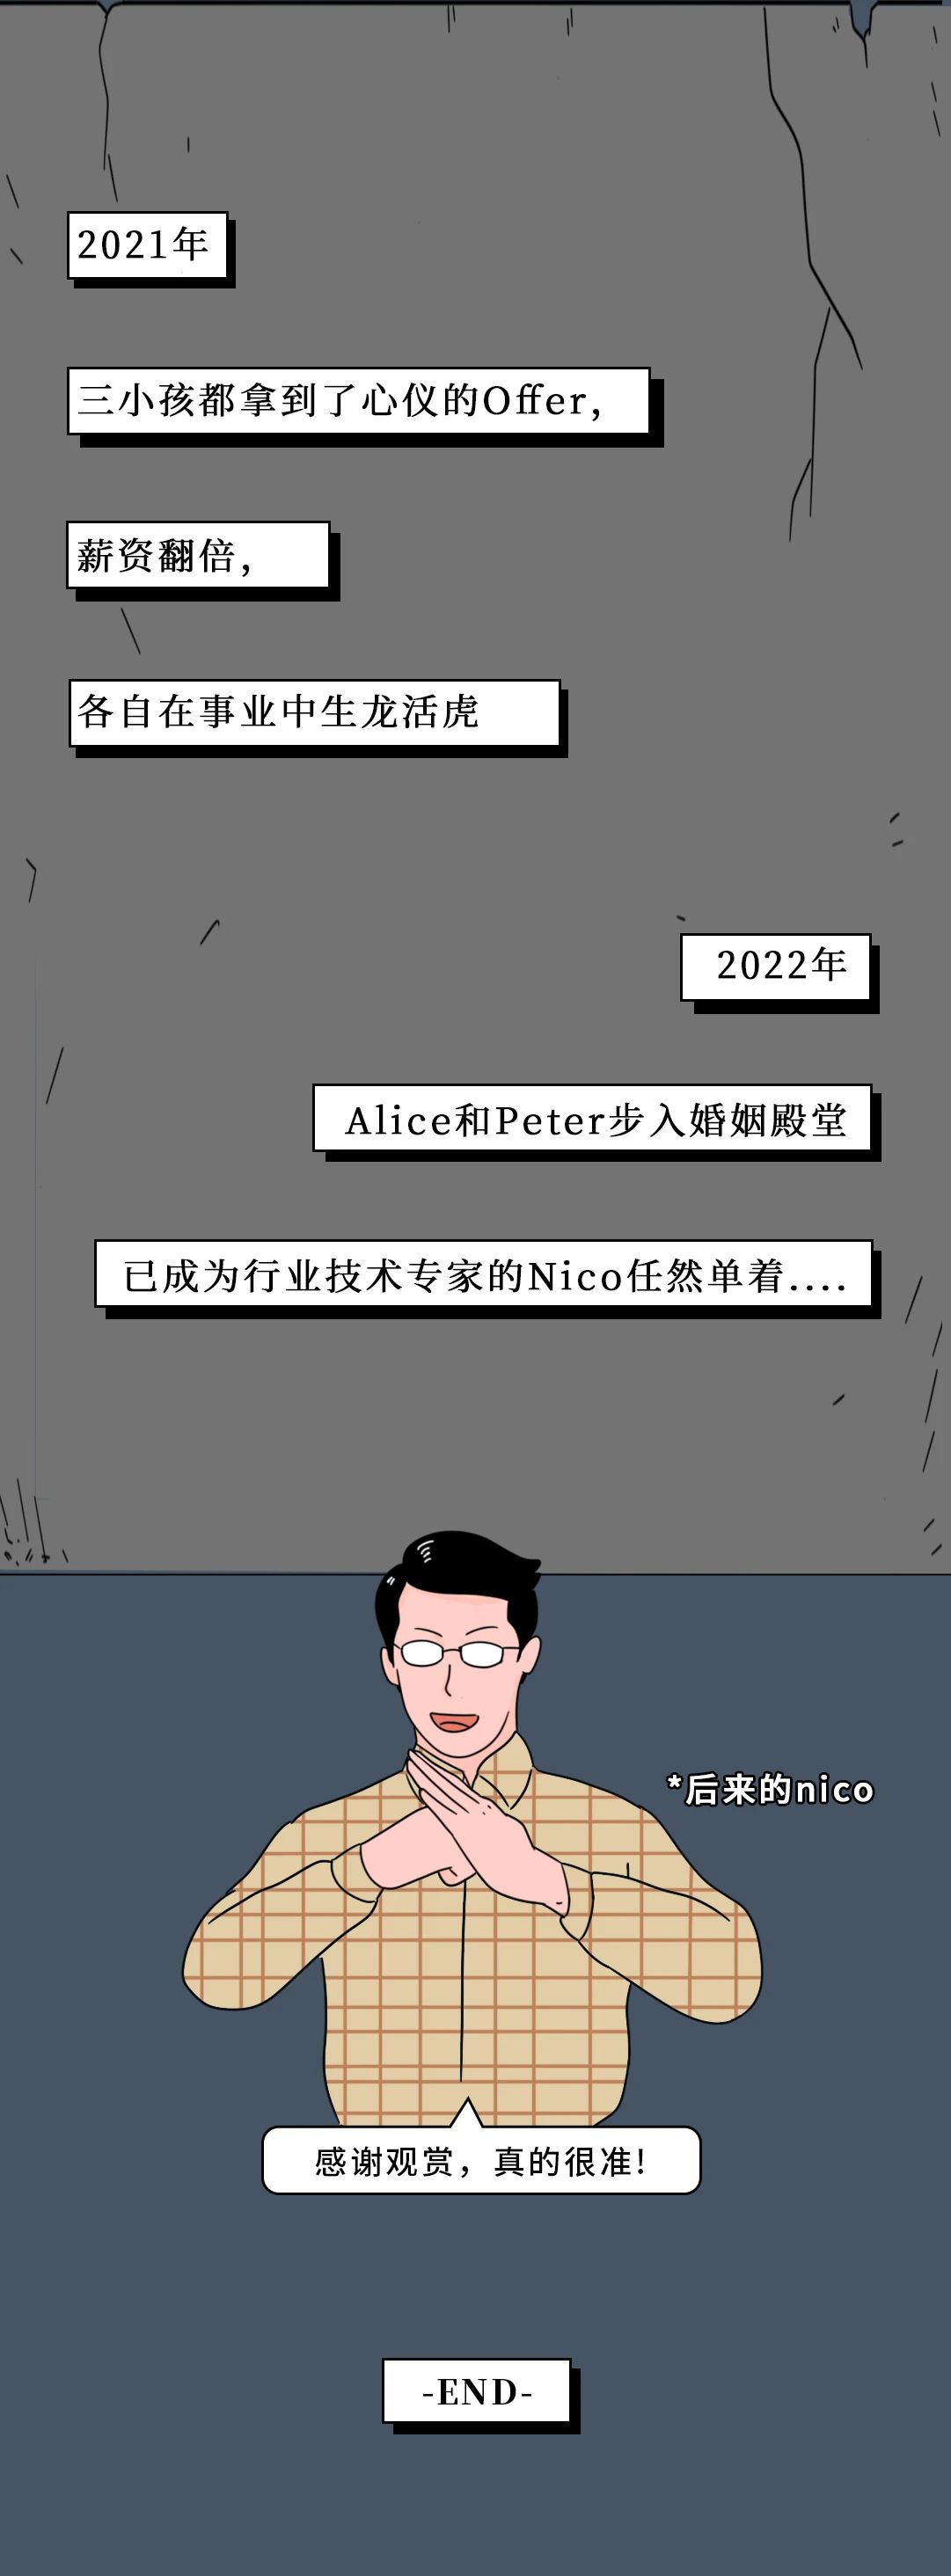 2021年
三小孩都拿到了心仪的Offer,
薪资翻倍,
各自在事业中生龙活虎
2022年
Alice和Peter步入婚姻殿堂
已成为行业技术专家的Nico任然单着....
*后来的nico
感谢观赏，真的很准!
-END-